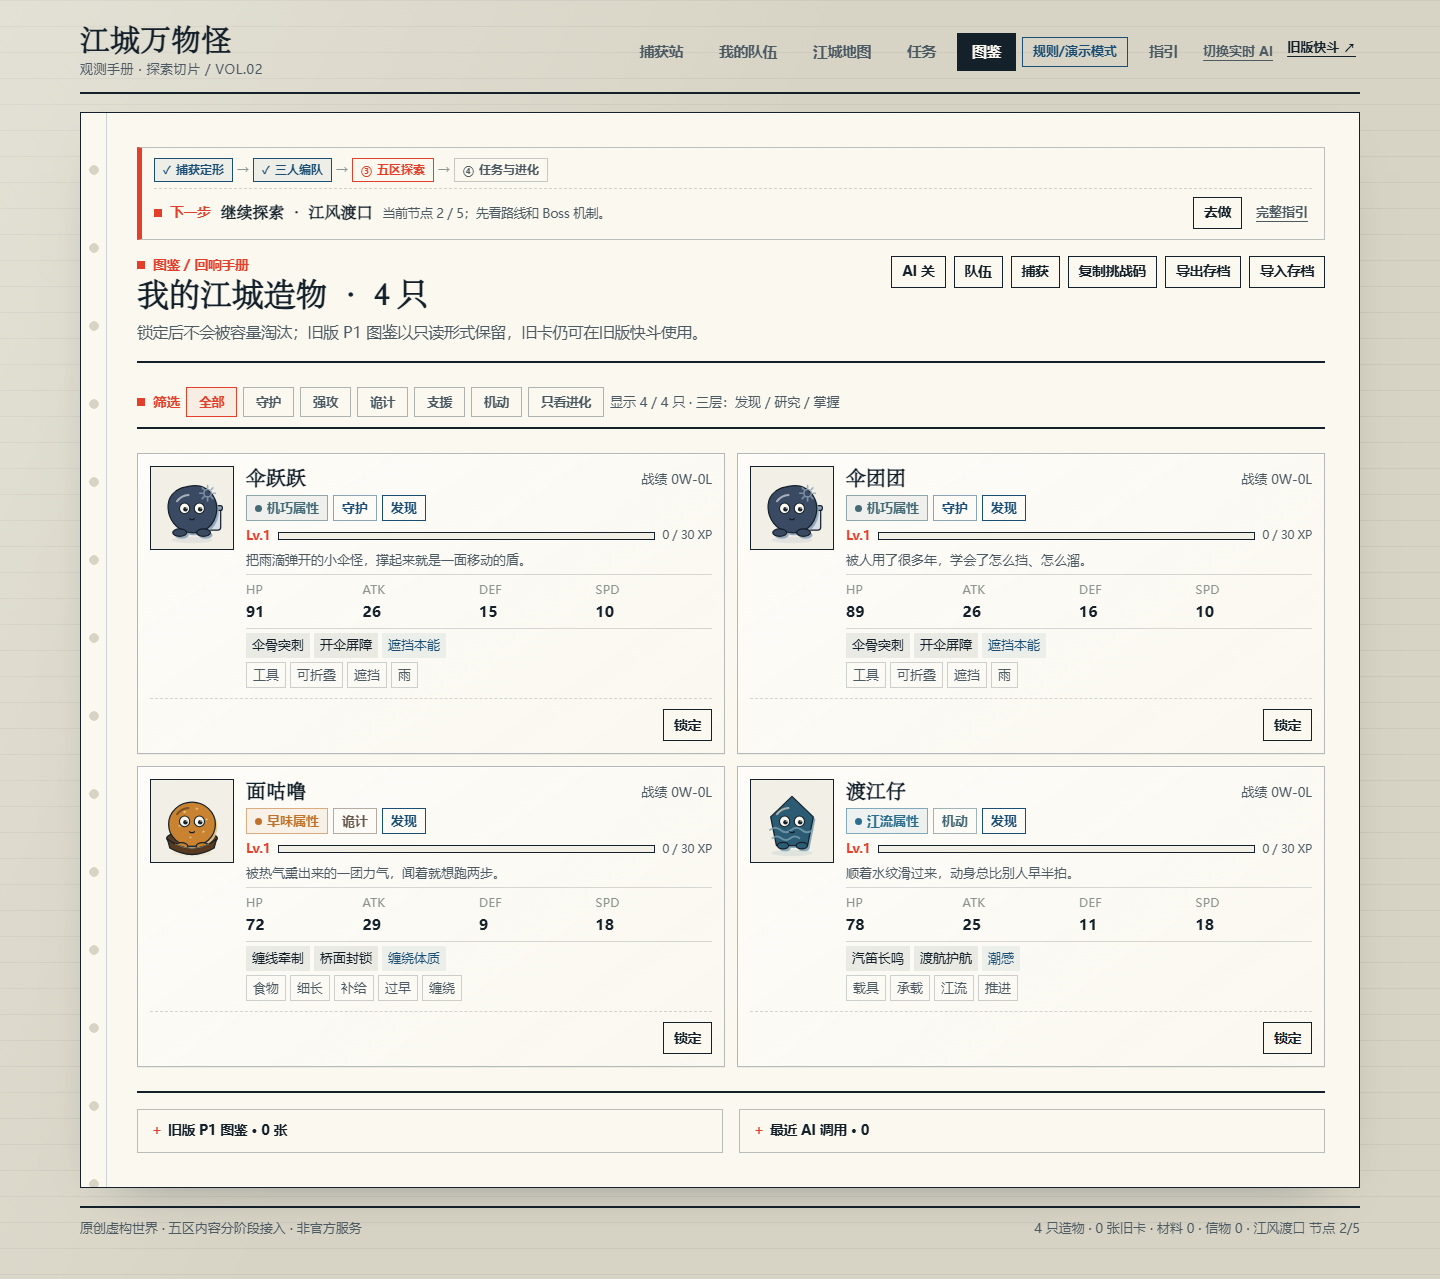 江城万物怪
观测手册 · 探索切片 / VOL.02
捕获站 我的队伍 江城地图 任务 图鉴 规则/演示模式 指引 切换实时 AI 旧版快斗 ↗
✓ 捕获定形 → ✓ 三人编队 → ③ 五区探索 → ④ 任务与进化
下一步 继续探索 · 江风渡口 当前节点 2 / 5；先看路线和 Boss 机制。 去做 完整指引
图鉴 / 回响手册
我的江城造物 · 4 只
AI 关 队伍 捕获 复制挑战码 导出存档 导入存档
锁定后不会被容量淘汰；旧版 P1 图鉴以只读形式保留，旧卡仍可在旧版快斗使用。
筛选 全部 守护 强攻 诡计 支援 机动 只看进化 显示 4 / 4 只 · 三层：发现 / 研究 / 掌握
伞跃跃 战绩 0W-0L
机巧属性 守护 发现
Lv.1 0 / 30 XP
把雨滴弹开的小伞怪，撑起来就是一面移动的盾。
HP ATK DEF SPD
91 26 15 10
伞骨突刺 开伞屏障 遮挡本能
工具 可折叠 遮挡 雨
锁定
伞团团 战绩 0W-0L
机巧属性 守护 发现
Lv.1 0 / 30 XP
被人用了很多年，学会了怎么挡、怎么溜。
HP ATK DEF SPD
89 26 16 10
伞骨突刺 开伞屏障 遮挡本能
工具 可折叠 遮挡 雨
锁定
面咕噜 战绩 0W-0L
早味属性 诡计 发现
Lv.1 0 / 30 XP
被热气熏出来的一团力气，闻着就想跑两步。
HP ATK DEF SPD
72 29 9 18
缠线牵制 桥面封锁 缠绕体质
食物 细长 补给 过早 缠绕
锁定
渡江仔 战绩 0W-0L
江流属性 机动 发现
Lv.1 0 / 30 XP
顺着水纹滑过来，动身总比别人早半拍。
HP ATK DEF SPD
78 25 11 18
汽笛长鸣 渡航护航 潮感
载具 承载 江流 推进
锁定
+ 旧版 P1 图鉴 • 0 张
+ 最近 AI 调用 • 0
原创虚构世界 · 五区内容分阶段接入 · 非官方服务
4 只造物 · 0 张旧卡 · 材料 0 · 信物 0 · 江风渡口 节点 2/5